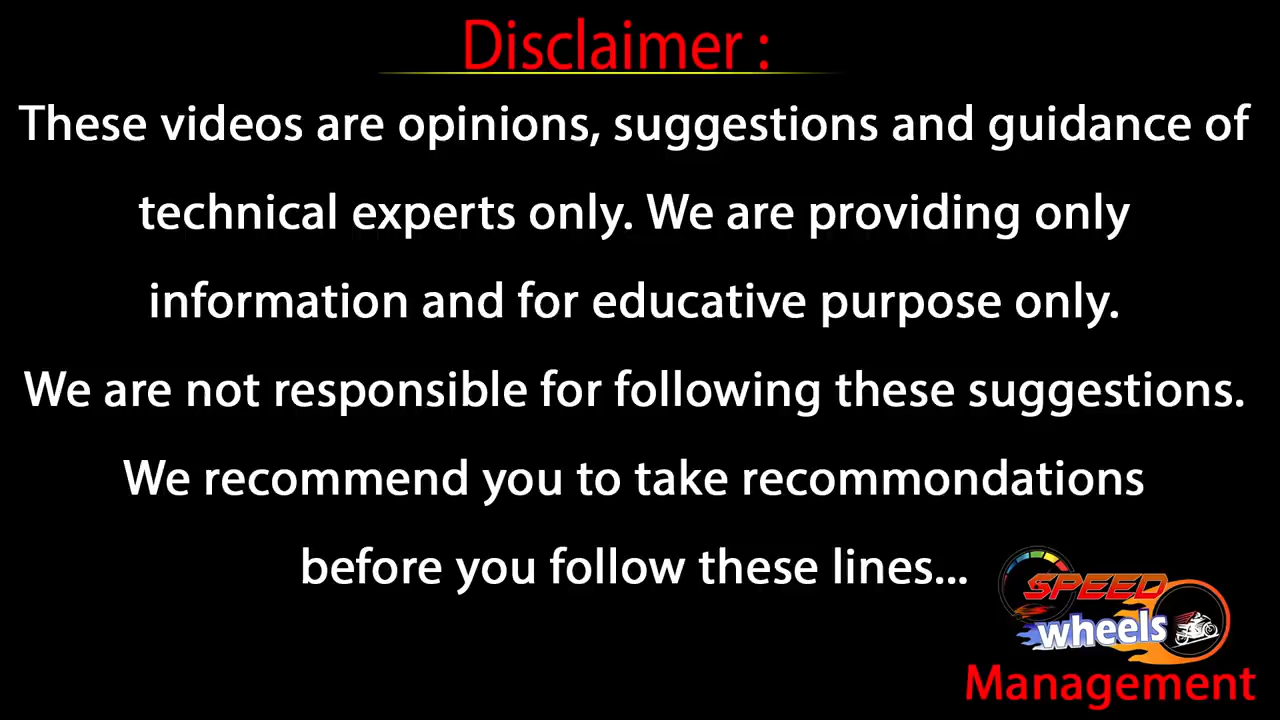 Disclaimer :
These videos are opinions, suggestions and guidance of
technical experts only. We are providing only
information and for educative purpose only.
We are not responsible for following these suggestions.
We recommend you to take recommondations
before you follow these lines...
SPEED
wheels
Management